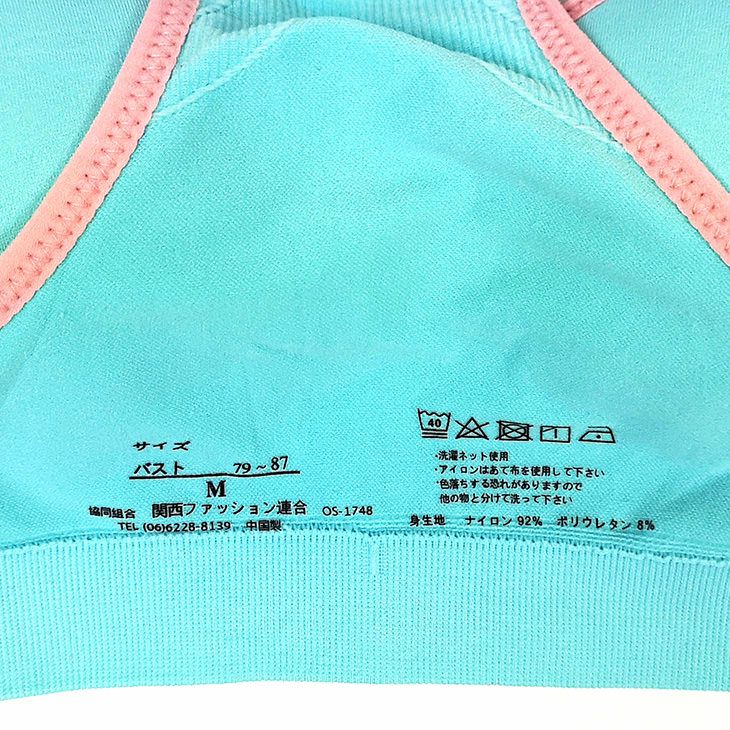 サイズ
バスト 79～87
M
協同組合 関西ファッション連合 OS-1748
TEL (06)6228-8139 中国製
40
1
・洗濯ネット使用
・アイロンはあて布を使用して下さい
・色落ちする恐れがありますので
他の物と分けて洗って下さい
身生地 ナイロン 92% ポリウレタン 8%